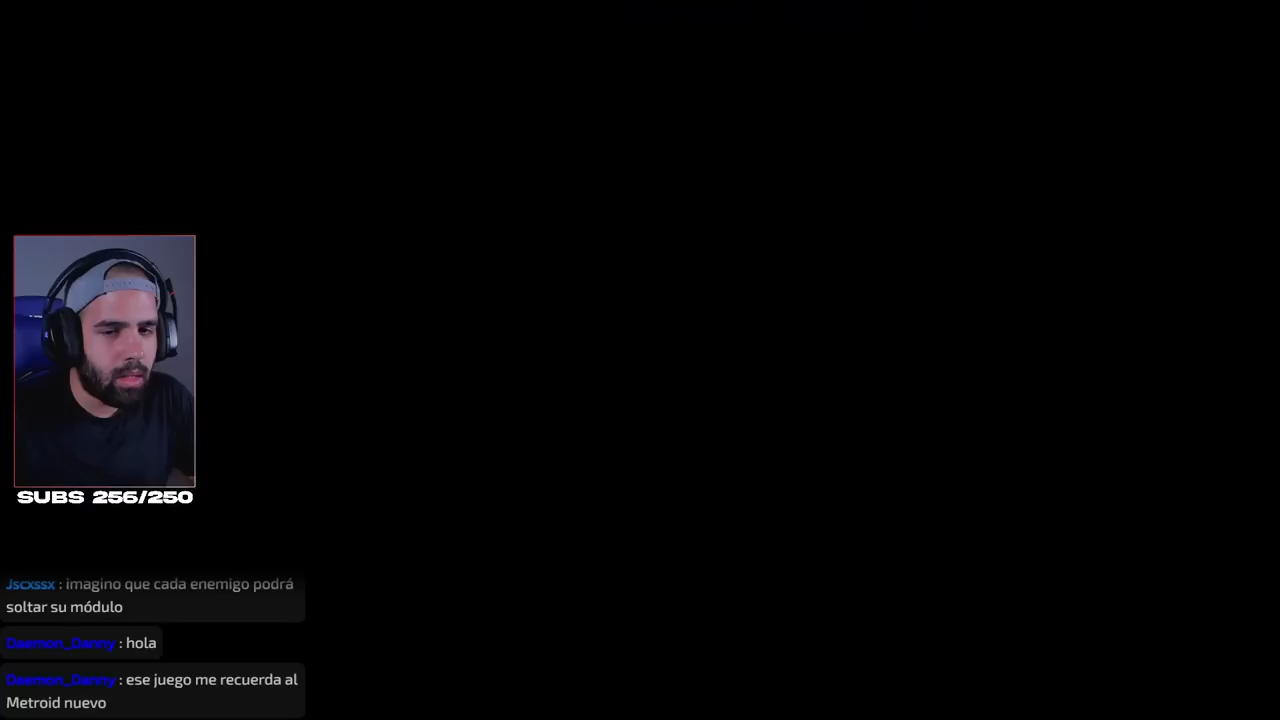 SUBS 256/250
Jscxssx : imagino que cada enemigo podrá
soltar su módulo
Daemon_Danny : hola
Daemon_Danny : ese juego me recuerda al
Metroid nuevo